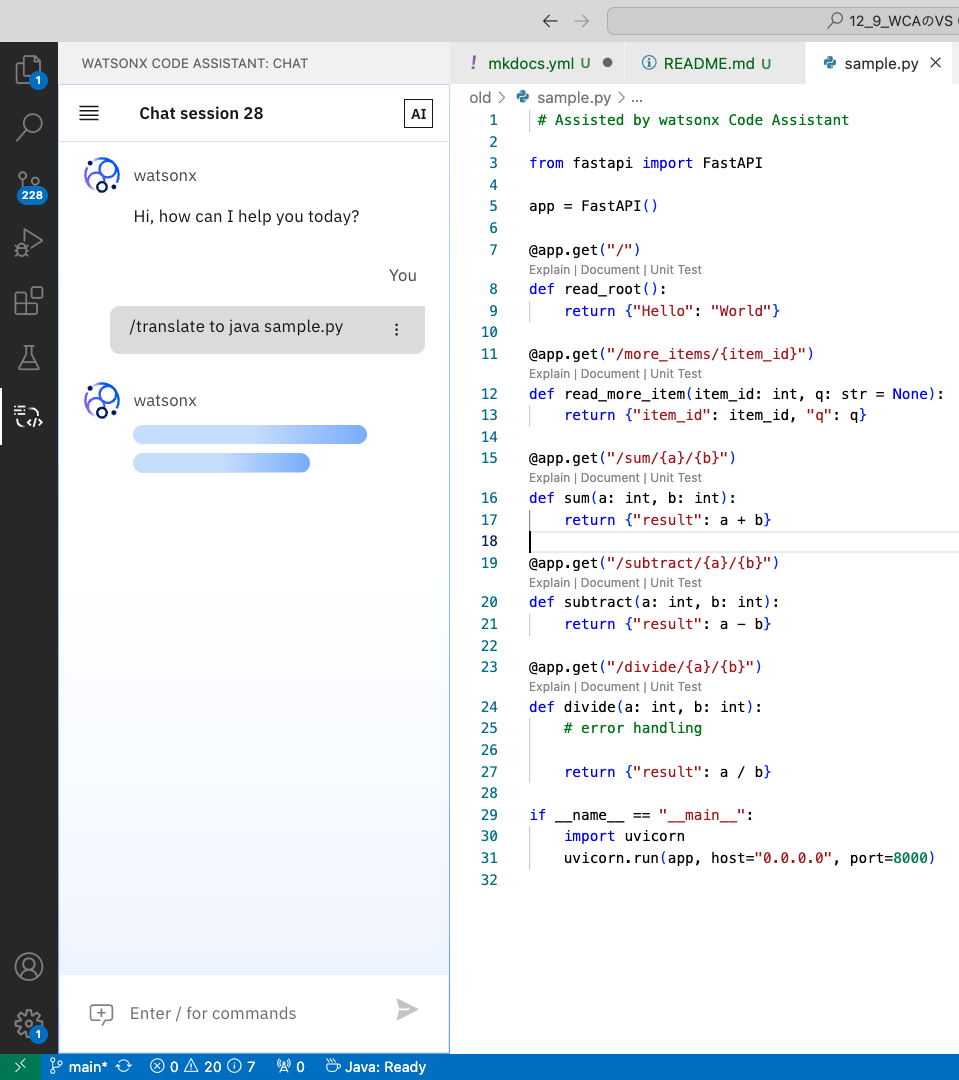 12_9_WCAのVS
1
228
1
WATSONX CODE ASSISTANT: CHAT
Chat session 28
AI
watsonx
Hi, how can I help you today?
You
/translate to java sample.py
watsonx
Enter / for commands
mkdocs.yml U
README.md U
sample.py
old > sample.py > ...
1 # Assisted by watsonx Code Assistant
2
3 from fastapi import FastAPI
4
5 app = FastAPI()
6
7 @app.get("/")
Explain | Document | Unit Test
8 def read_root():
9 return {"Hello": "World"}
10
11 @app.get("/more_items/{item_id}")
Explain | Document | Unit Test
12 def read_more_item(item_id: int, q: str = None):
13 return {"item_id": item_id, "q": q}
14
15 @app.get("/sum/{a}/{b}")
Explain | Document | Unit Test
16 def sum(a: int, b: int):
17 return {"result": a + b}
18
19 @app.get("/subtract/{a}/{b}")
Explain | Document | Unit Test
20 def subtract(a: int, b: int):
21 return {"result": a - b}
22
23 @app.get("/divide/{a}/{b}")
Explain | Document | Unit Test
24 def divide(a: int, b: int):
25 # error handling
26
27 return {"result": a / b}
28
29 if __name__ == "__main__":
30 import uvicorn
31 uvicorn.run(app, host="0.0.0.0", port=8000)
32
main* 0 20 7 0 Java: Ready